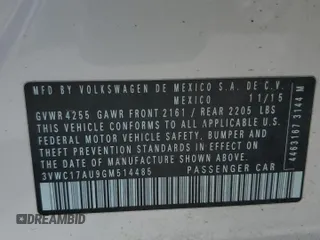 MFD. BY VOLKSWAGEN DE MEXICO S.A. DE C.V.
MEXICO 11/15
GVWR 4255 GAWR FRONT 2161 / REAR 2205 LBS
THIS VEHICLE CONFORMS TO ALL APPLICABLE U.S.
FEDERAL MOTOR VEHICLE SAFETY, BUMPER AND
THEFT PREVENTION STANDARDS IN EFFECT ON THE
DATE OF MANUFACTURE SHOWN ABOVE.
3VWC17AU9GM514485 PASSENGER CAR
4463167 3144 M
DREAMBID